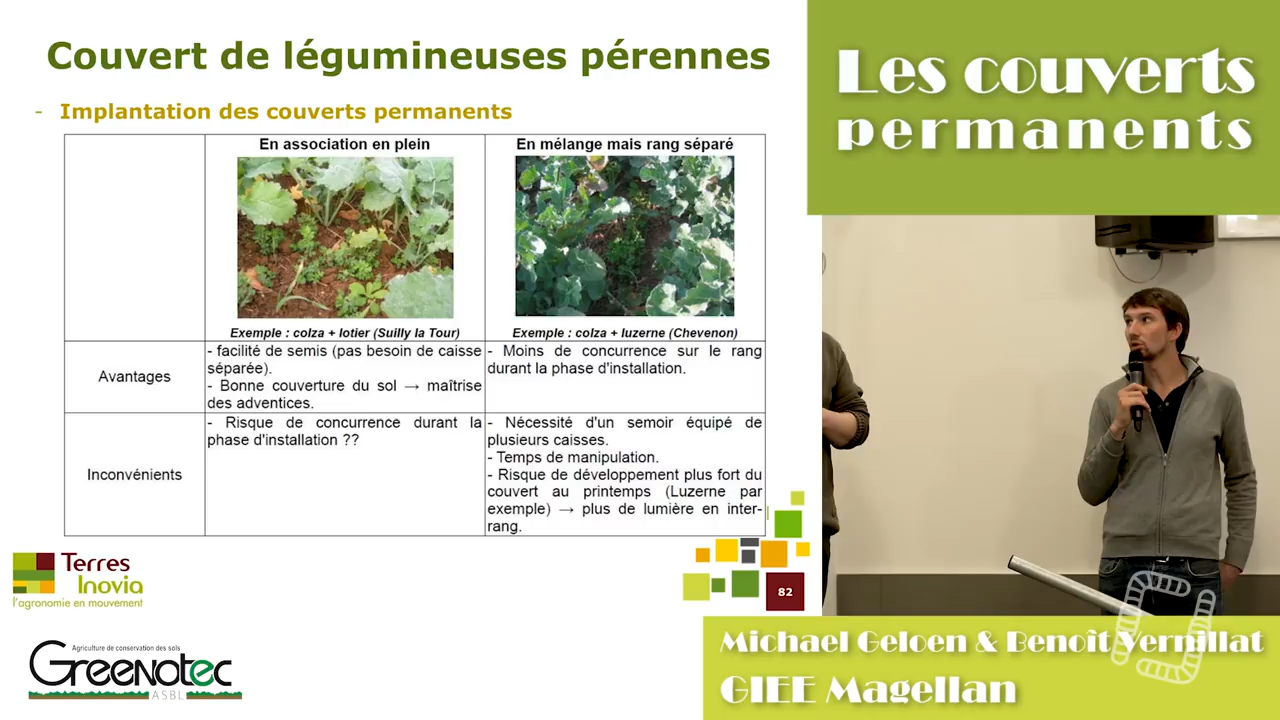 Couvert de légumineuses pérennes
- Implantation des couverts permanents
En association en plein
En mélange mais rang séparé
Exemple : colza + lotier (Suilly la Tour)
Exemple : colza + luzerne (Chevenon)
Avantages
- facilité de semis (pas besoin de caisse
séparée).
- Bonne couverture du sol → maîtrise
des adventices.
- Moins de concurrence sur le rang
durant la phase d'installation.
Inconvénients
- Risque de concurrence durant la
phase d'installation ??
- Nécessité d'un semoir équipé de
plusieurs caisses.
- Temps de manipulation.
- Risque de développement plus fort du
couvert au printemps (Luzerne par
exemple) → plus de lumière en inter-
rang.
Terres
Inovia
l'agronomie en mouvement
82
Agriculture de conservation des sols
Greenotec
ASBL
Les couverts
permanents
Michael Geloen & Benoît Vernillat
GIEE Magellan